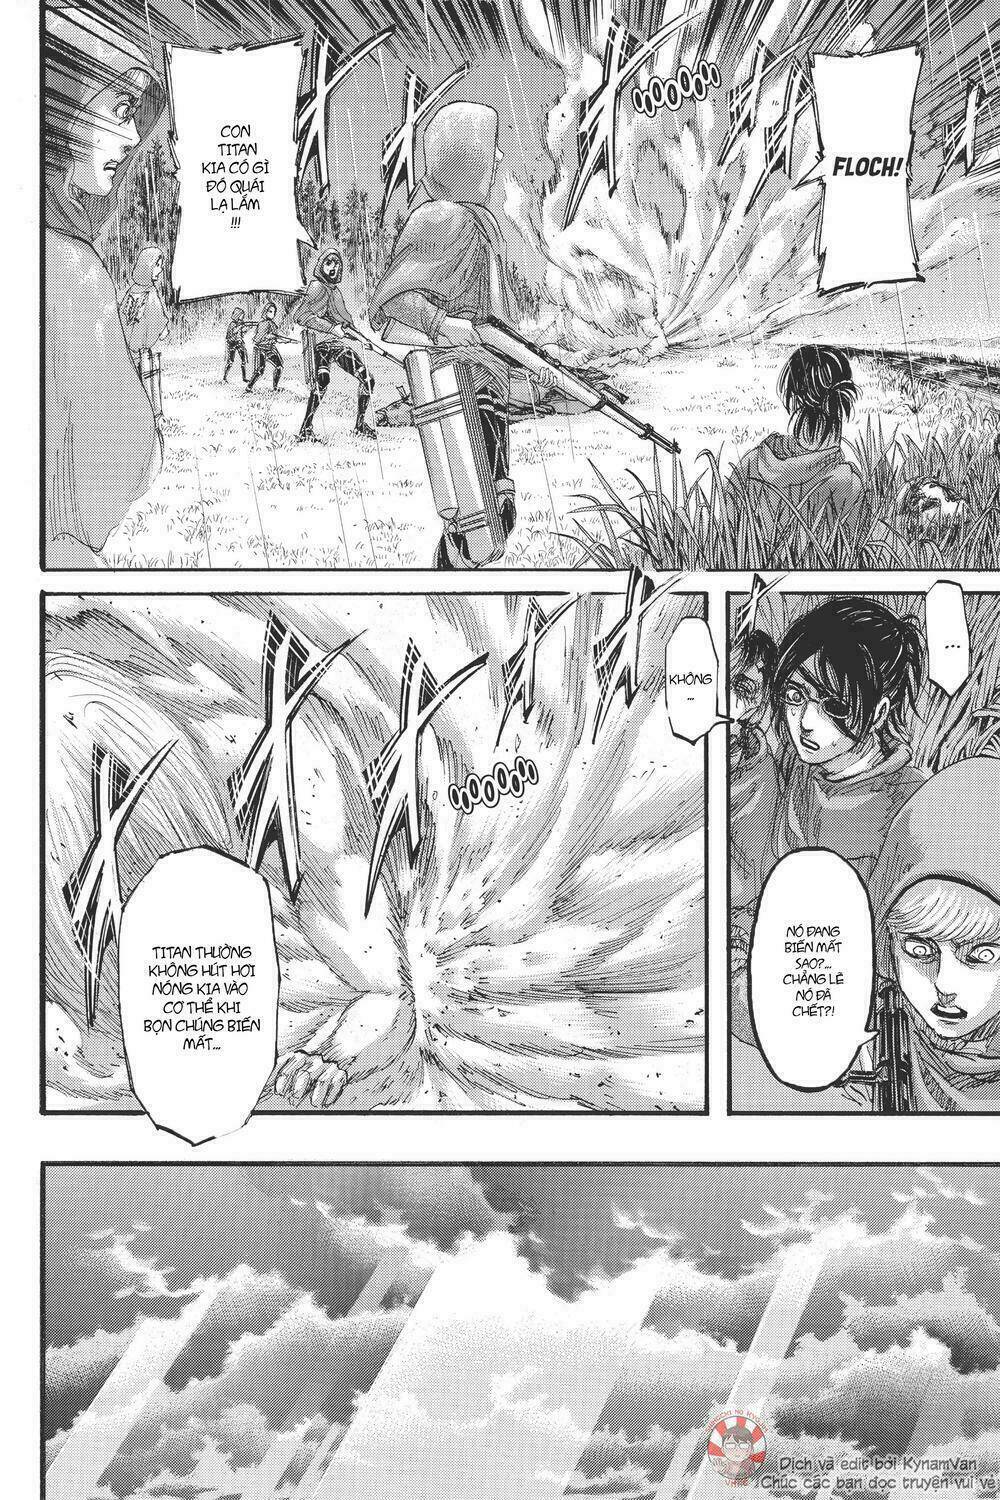 FLOCH!
CON
TITAN
KIA CÓ GÌ
ĐÓ QUÁI
LẠ LẮM
!!!
....
NÓ ĐANG
BIẾN MẤT
SAO?...
CHẲNG LẼ
NÓ ĐÃ
CHẾT?!
KHÔNG
...
TITAN THƯỜNG
KHÔNG HÚT HƠI
NÓNG KIA VÀO
CƠ THỂ KHI
BỌN CHÚNG BIẾN
MẤT...
Dịch và edit bởi KynamVan
Chúc các bạn đọc truyện vui vẻ